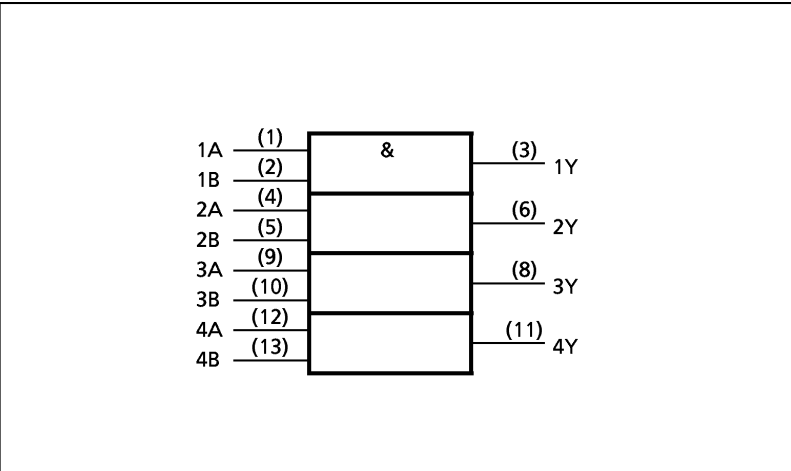 1A (1) & (3) 1Y
1B (2)
2A (4) (6) 2Y
2B (5)
3A (9) (8) 3Y
3B (10)
4A (12) (11) 4Y
4B (13)